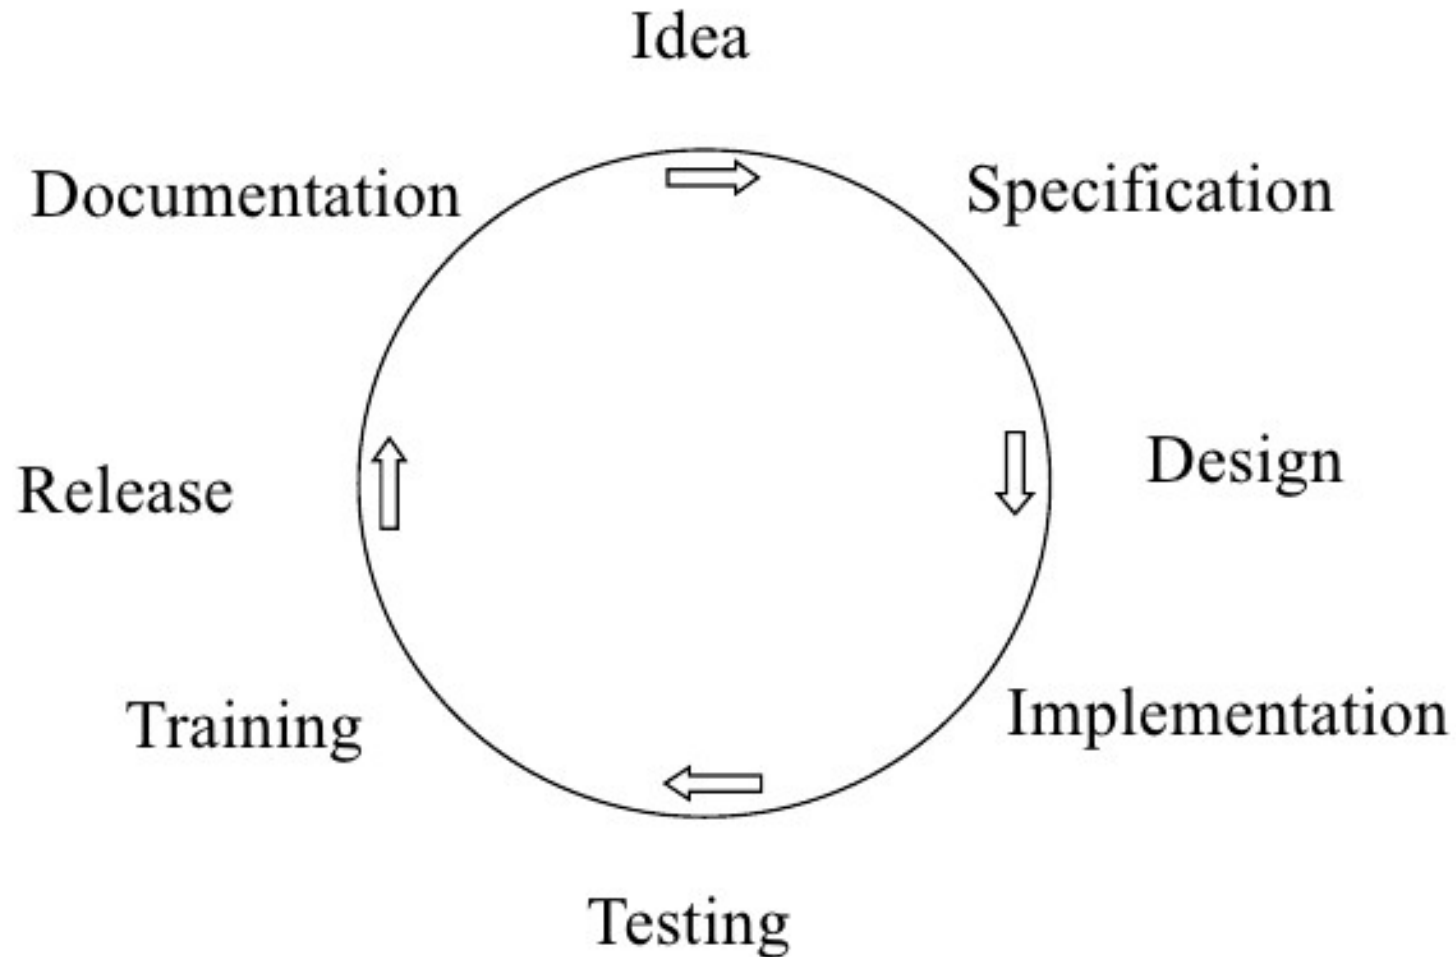 Idea
Specification
Design
Implementation
Testing
Training
Release
Documentation